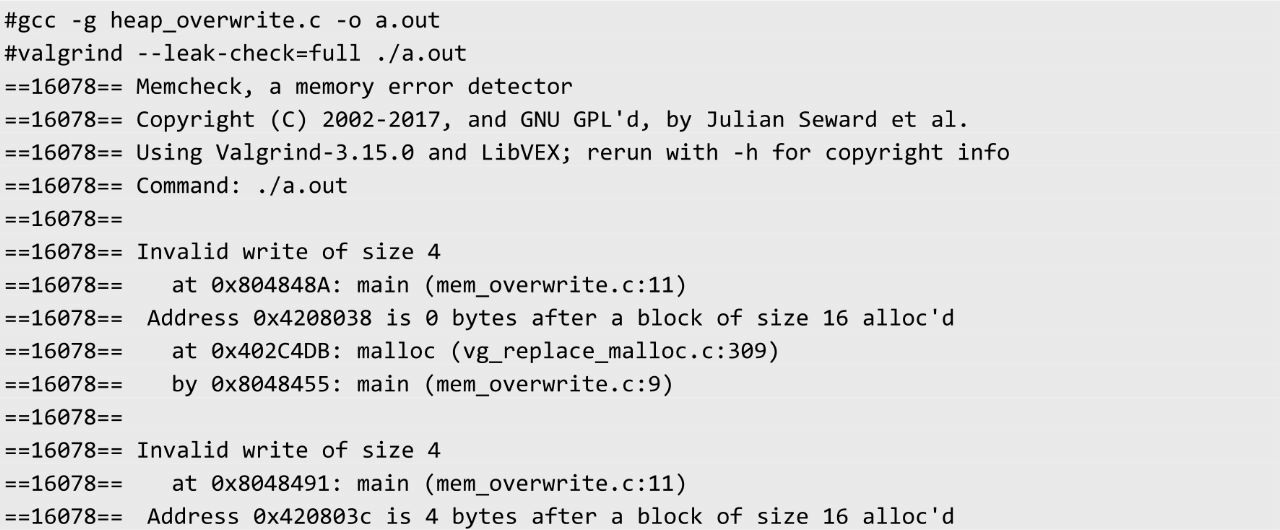 #gcc -g heap_overwrite.c -o a.out
#valgrind --leak-check=full ./a.out
==16078== Memcheck, a memory error detector
==16078== Copyright (C) 2002-2017, and GNU GPL'd, by Julian Seward et al.
==16078== Using Valgrind-3.15.0 and LibVEX; rerun with -h for copyright info
==16078== Command: ./a.out
==16078==
==16078== Invalid write of size 4
==16078==    at 0x804848A: main (mem_overwrite.c:11)
==16078==  Address 0x4208038 is 0 bytes after a block of size 16 alloc'd
==16078==    at 0x402C4DB: malloc (vg_replace_malloc.c:309)
==16078==    by 0x8048455: main (mem_overwrite.c:9)
==16078==
==16078== Invalid write of size 4
==16078==    at 0x8048491: main (mem_overwrite.c:11)
==16078==  Address 0x420803c is 4 bytes after a block of size 16 alloc'd